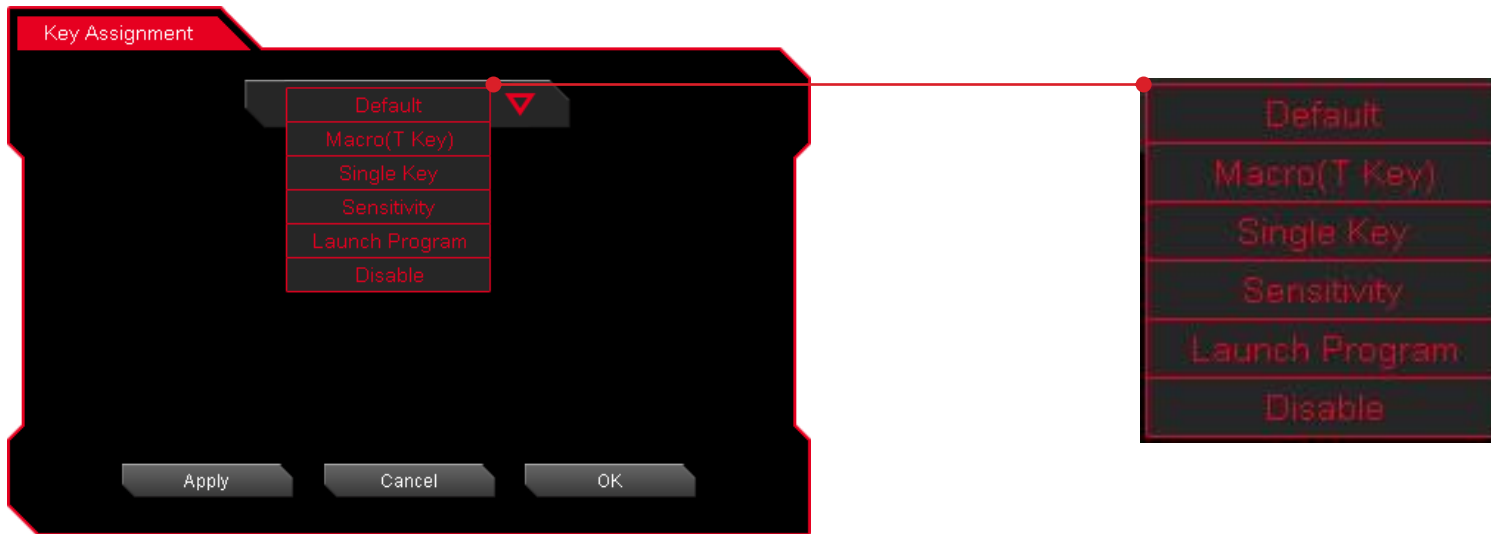 Key Assignment
Default
Macro(T Key)
Single Key
Sensitivity
Launch Program
Disable
Apply
Cancel
OK
Default
Macro(T Key)
Single Key
Sensitivity
Launch Program
Disable